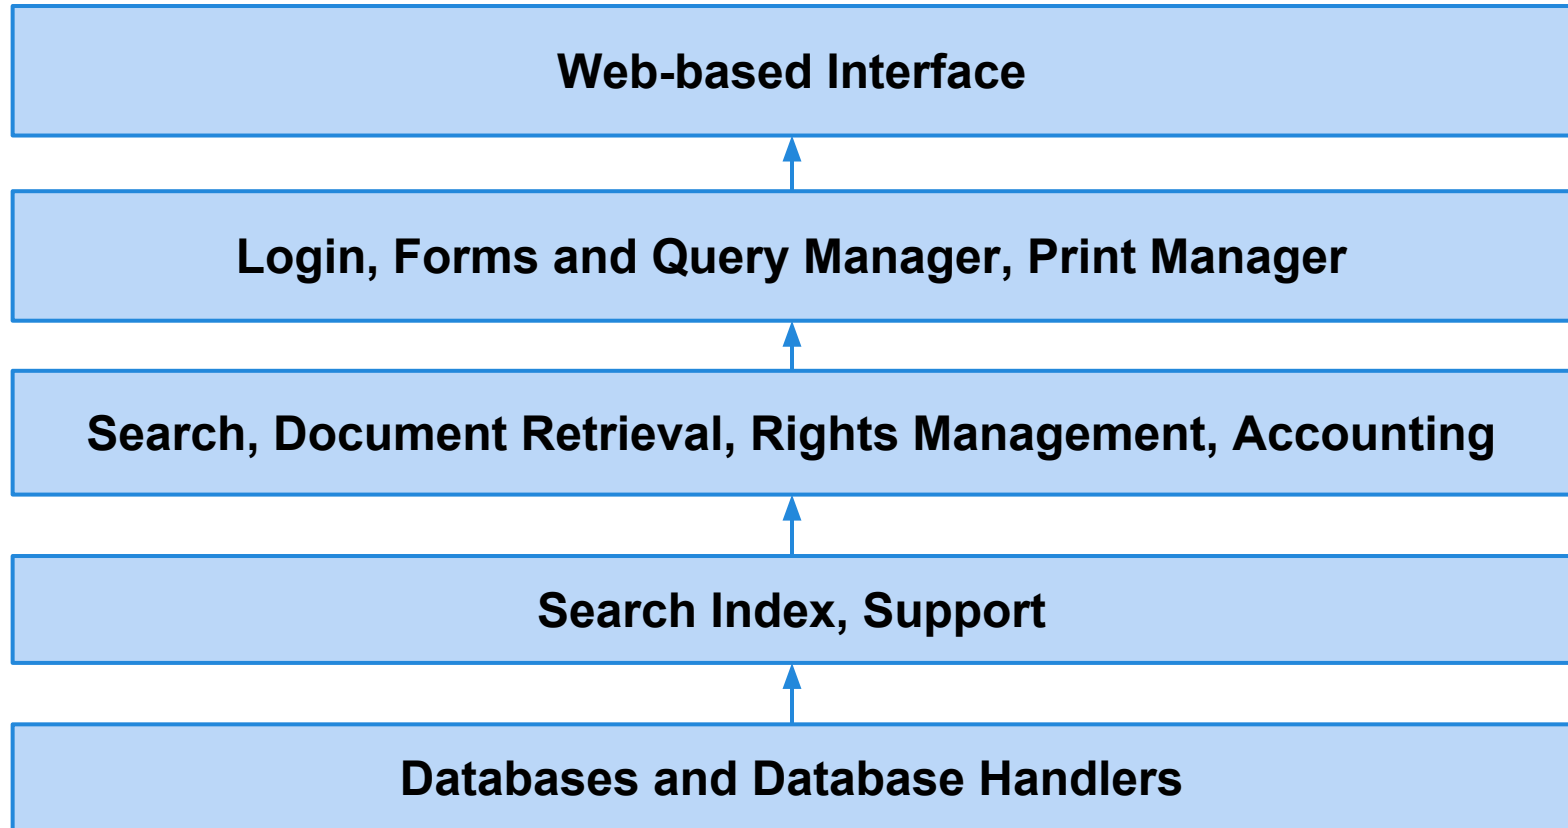 Web-based Interface
Login, Forms and Query Manager, Print Manager
Search, Document Retrieval, Rights Management, Accounting
Search Index, Support
Databases and Database Handlers